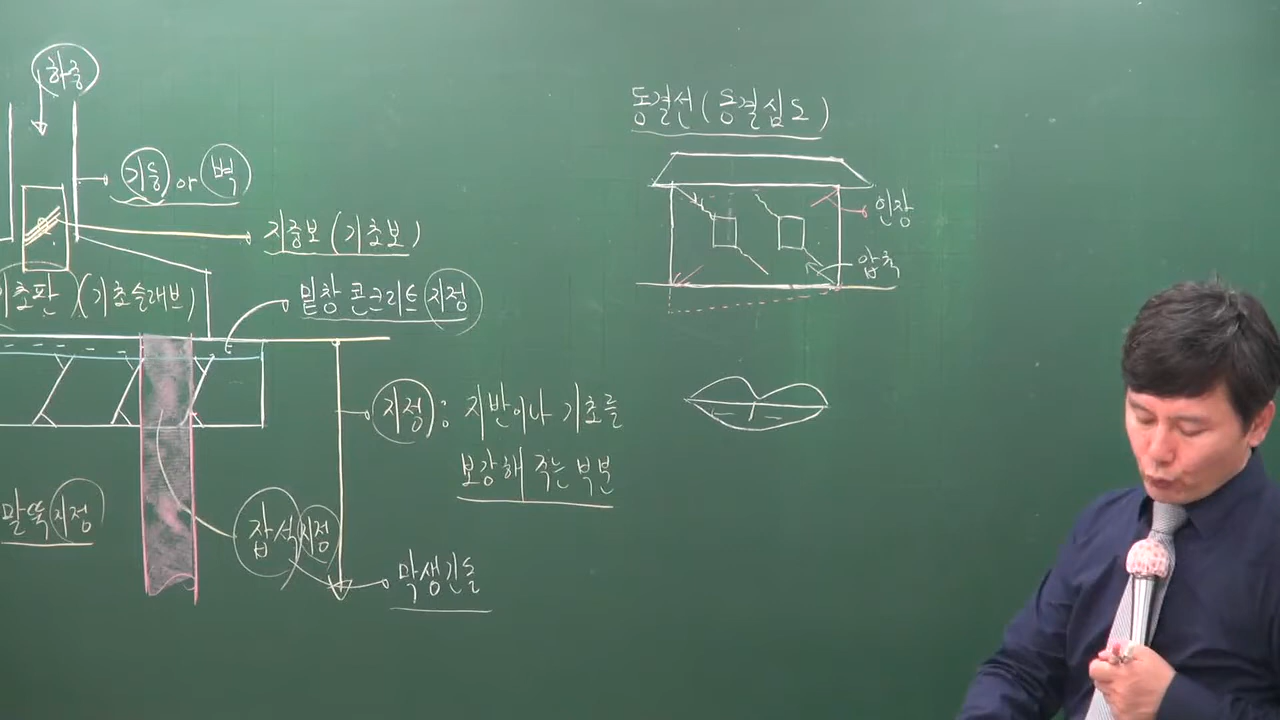 하중
기둥 or 벽
지중보 (기초보)
기초판 (기초슬래브)
밑창 콘크리트 지정
지정 : 지반이나 기초를
보강해 주는 부분
말뚝지정
잡석지정
막생긴돌
동결선 (동결심도)
인장
압축